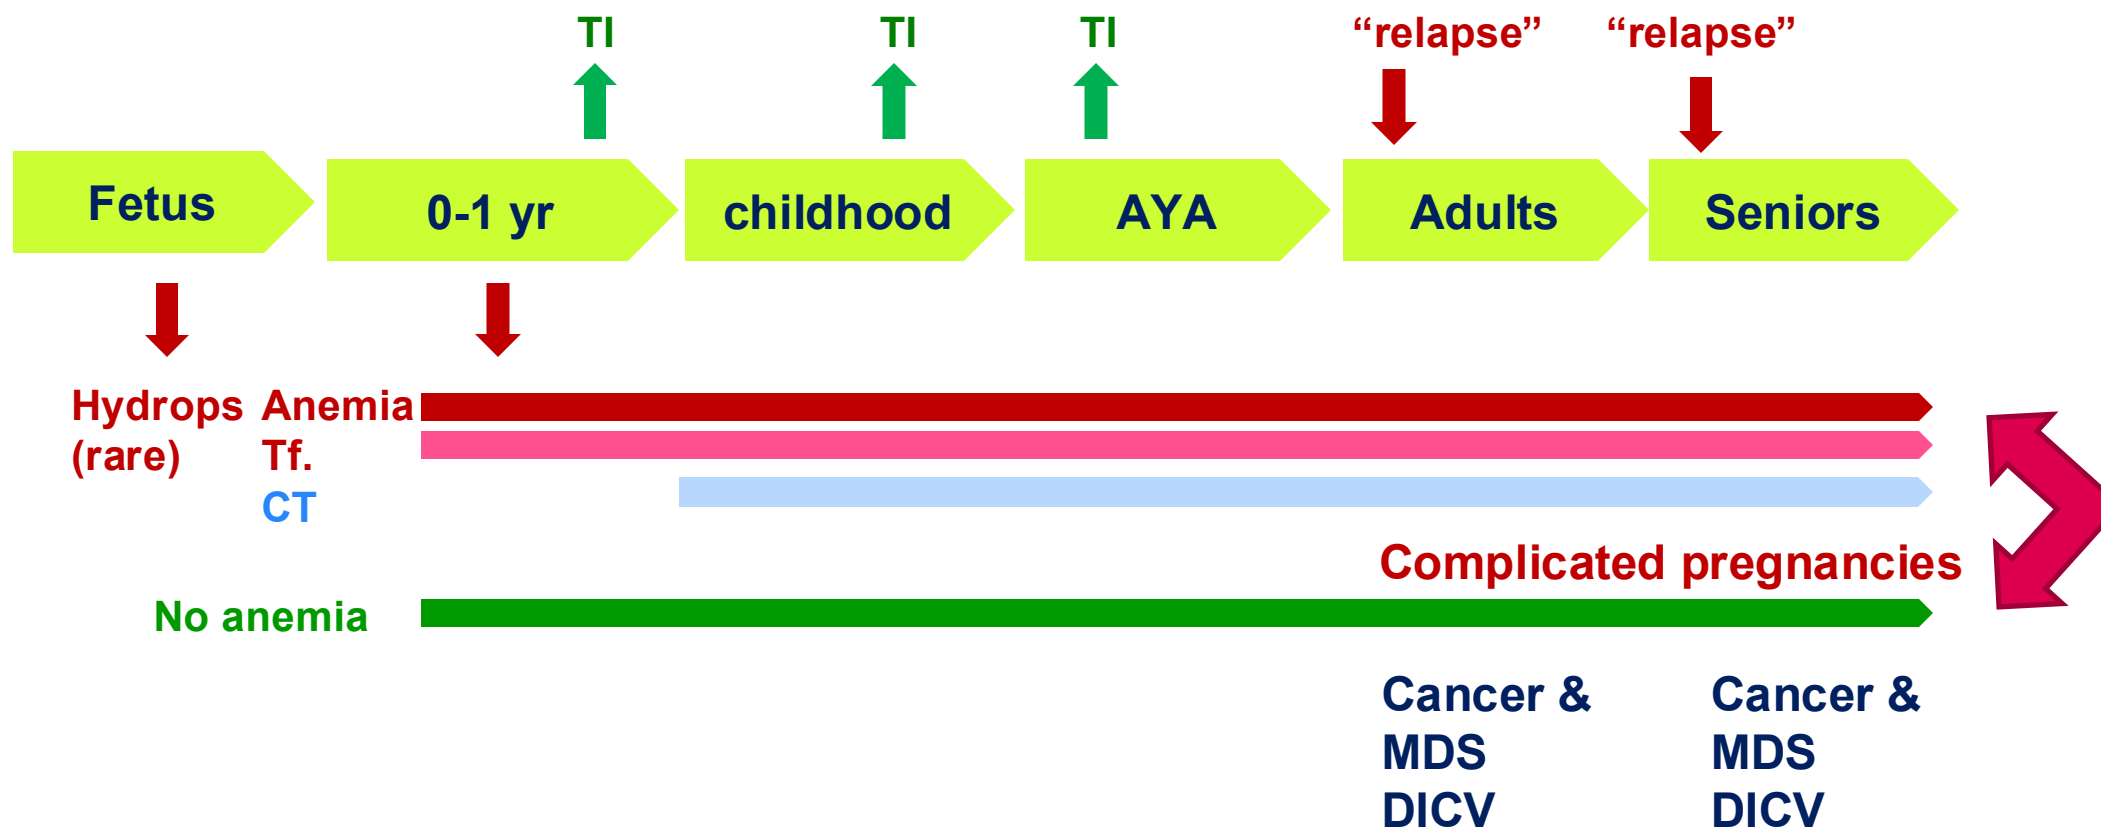 TI TI TI “relapse” “relapse”
Fetus 0-1 yr childhood AYA Adults Seniors
Hydrops Anemia
(rare) Tf.
CT
Complicated pregnancies
No anemia
Cancer & Cancer &
MDS MDS
DICV DICV